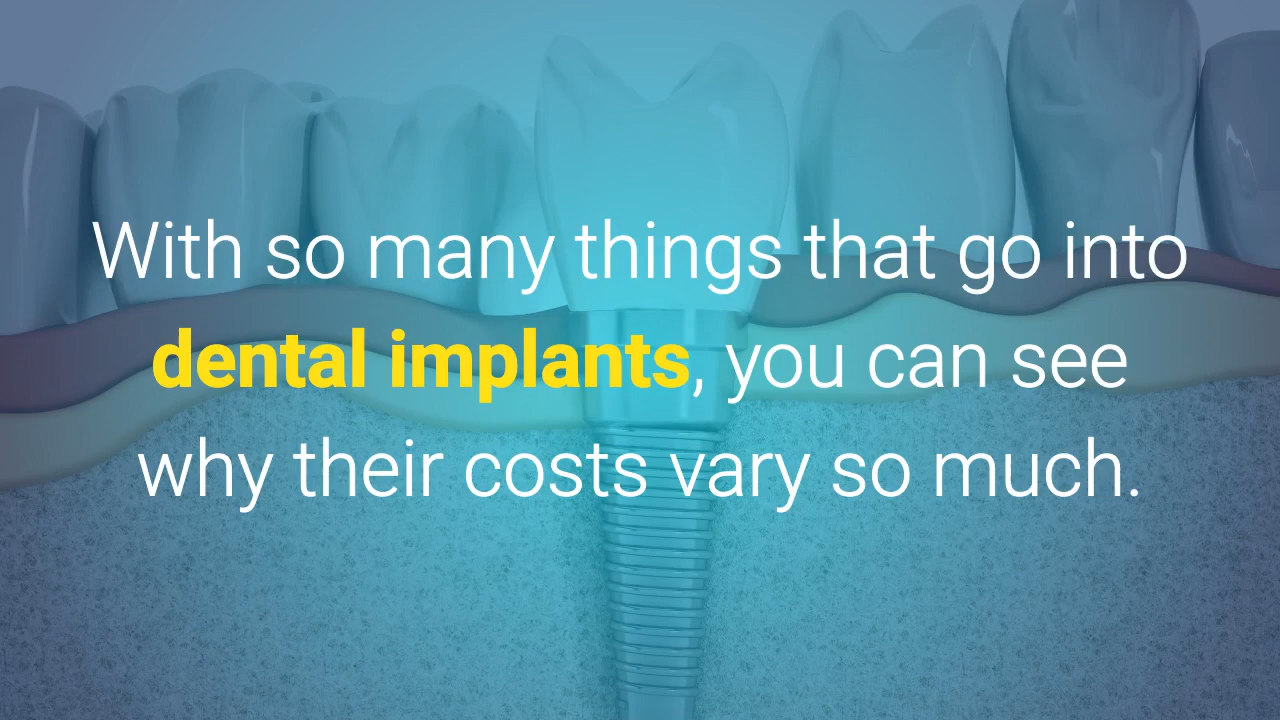 With so many things that go into
dental implants, you can see
why their costs vary so much.